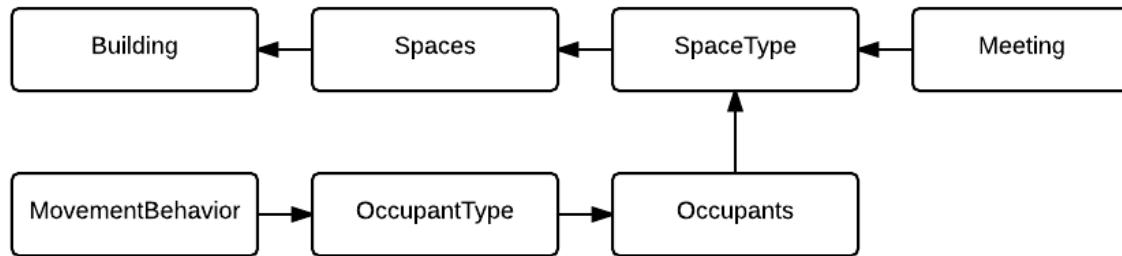 Building
Spaces
SpaceType
Meeting
MovementBehavior
OccupantType
Occupants